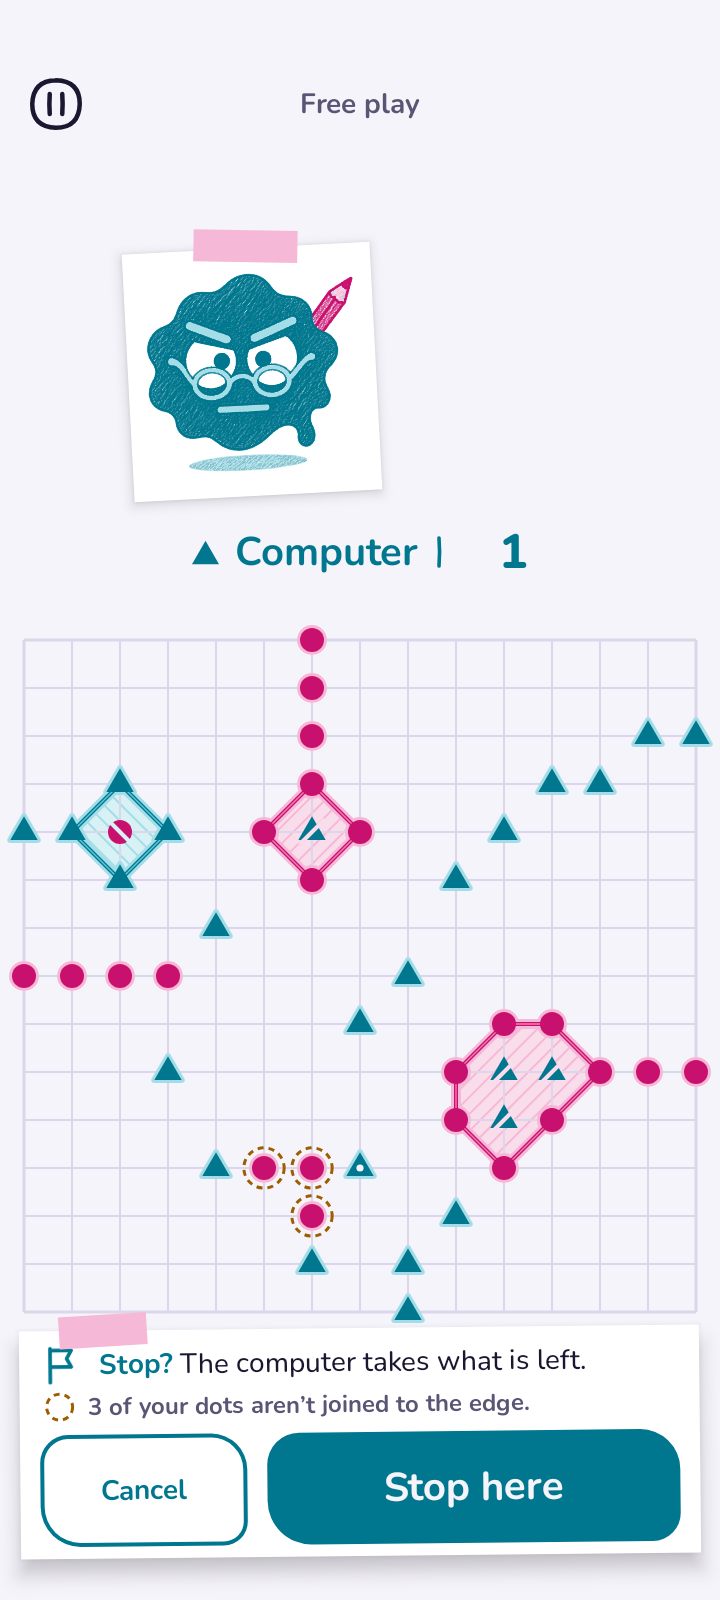 Free play
Computer 1
Stop? The computer takes what is left.
3 of your dots aren’t joined to the edge.
Cancel
Stop here